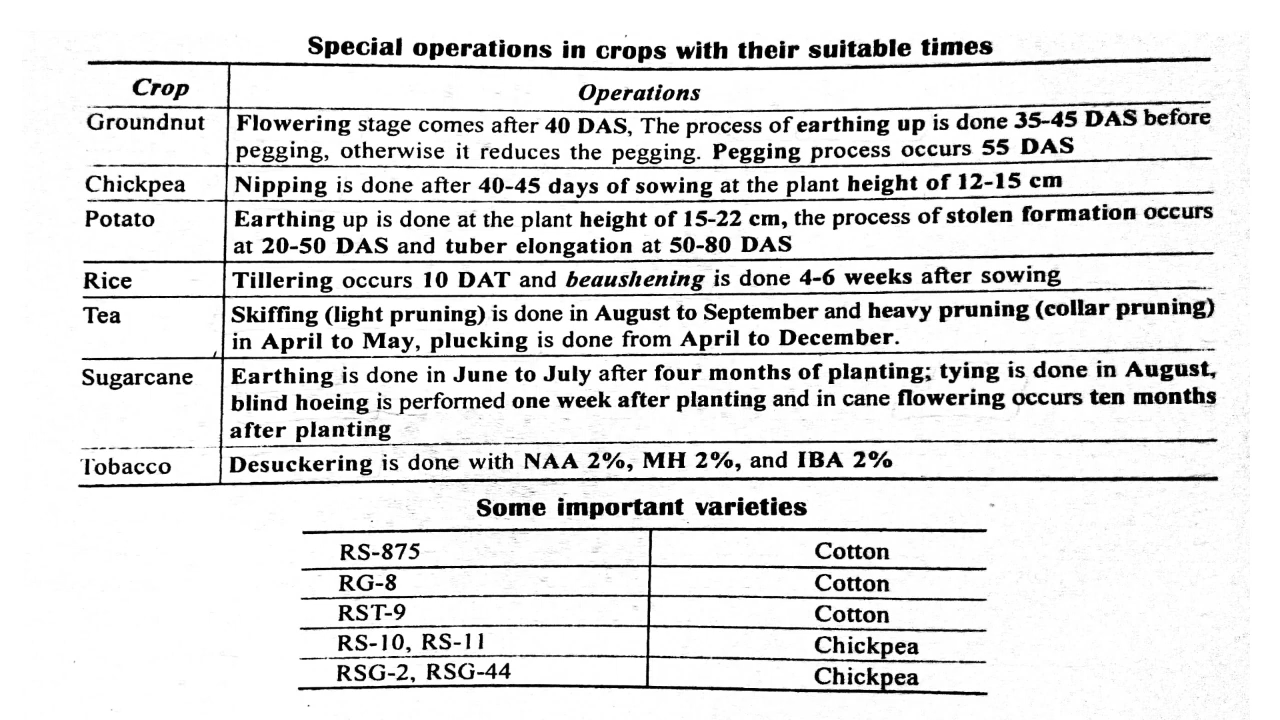 Special operations in crops with their suitable times
Crop Operations
Groundnut Flowering stage comes after 40 DAS, The process of earthing up is done 35-45 DAS before
pegging, otherwise it reduces the pegging. Pegging process occurs 55 DAS
Chickpea Nipping is done after 40-45 days of sowing at the plant height of 12-15 cm
Potato Earthing up is done at the plant height of 15-22 cm, the process of stolen formation occurs
at 20-50 DAS and tuber elongation at 50-80 DAS
Rice Tillering occurs 10 DAT and beaushening is done 4-6 weeks after sowing
Tea Skiffing (light pruning) is done in August to September and heavy pruning (collar pruning)
in April to May, plucking is done from April to December.
Sugarcane Earthing is done in June to July after four months of planting; tying is done in August,
blind hoeing is performed one week after planting and in cane flowering occurs ten months
after planting
Tobacco Desuckering is done with NAA 2%, MH 2%, and IBA 2%
Some important varieties
RS-875 Cotton
RG-8 Cotton
RST-9 Cotton
RS-10, RS-11 Chickpea
RSG-2, RSG-44 Chickpea